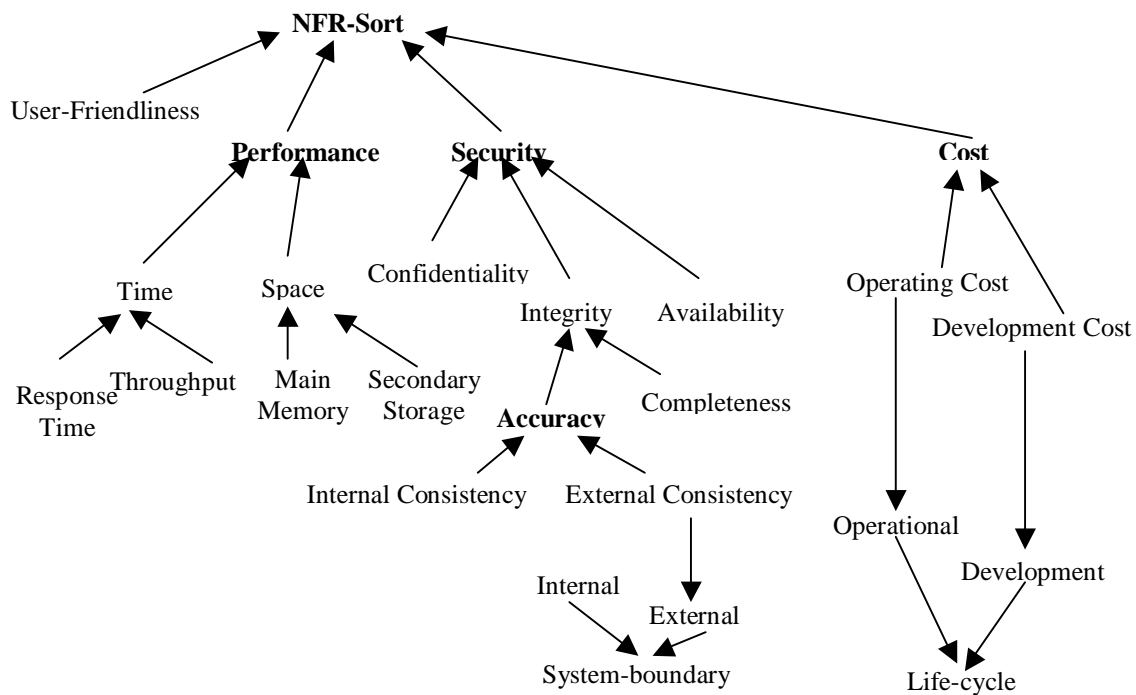 NFR-Sort
User-Friendliness
Performance
Security
Cost
Confidentiality
Operating Cost
Time
Space
Integrity
Availability
Development Cost
Response
Time
Throughput
Main
Memory
Secondary
Storage
Completeness
Accuracy
Internal Consistency
External Consistency
Operational
Development
Internal
External
System-boundary
Life-cycle